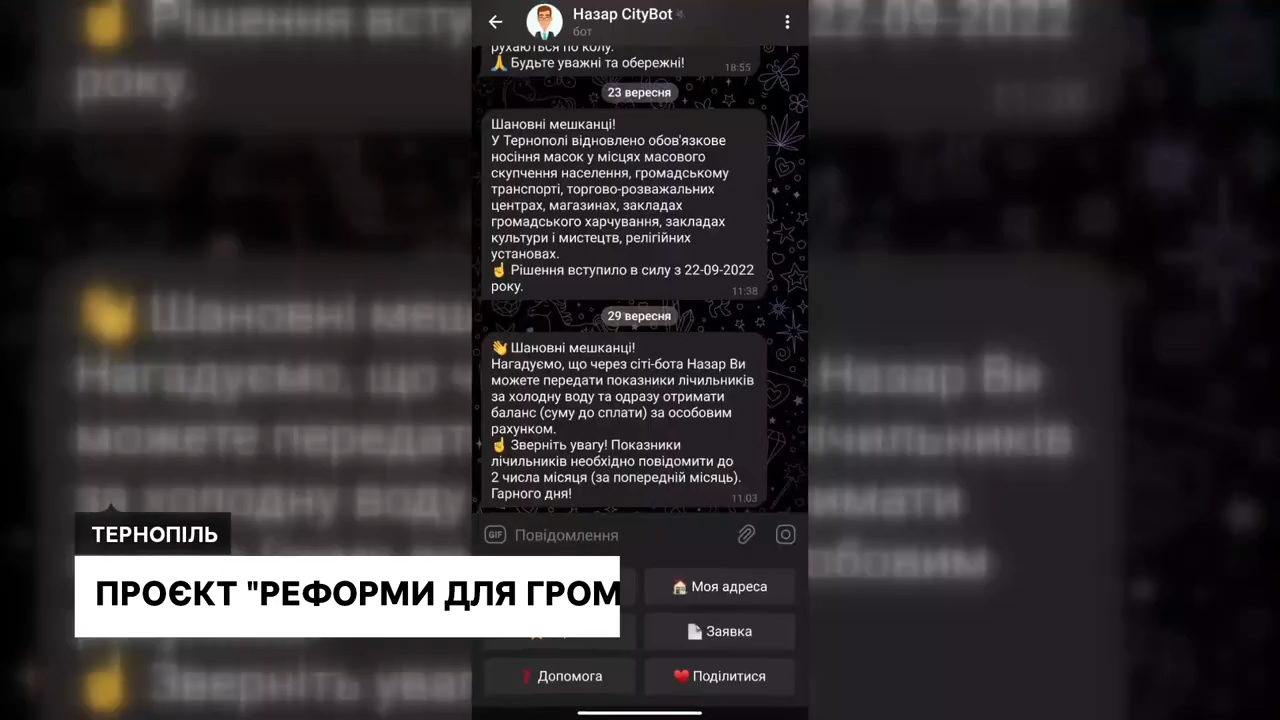 Назар CityBot
бот
рухаються по колу.
🙏 Будьте уважні та обережні!
18:55
23 вересня
Шановні мешканці!
У Тернополі відновлено обов'язкове
носіння масок у місцях масового
скупчення населення, громадському
транспорті, торгово-розважальних
центрах, магазинах, закладах
громадського харчування, закладах
культури і мистецтв, релігійних
установах.
☝ Рішення вступило в силу з 22-09-2022
року.
11:38
29 вересня
👋 Шановні мешканці!
Нагадуємо, що через сіті-бота Назар Ви
можете передати показники лічильників
за холодну воду та одразу отримати
баланс (суму до сплати) за особовим
рахунком.
☝ Зверніть увагу! Показники
лічильників необхідно повідомити до
2 числа місяця (за попередній місяць).
Гарного дня!
11:03
GIF Повідомлення
ТЕРНОПІЛЬ
ПРОЄКТ "РЕФОРМИ ДЛЯ ГРОМ
🏠 Моя адреса
📄 Заявка
❓ Допомога
❤ Поділитися